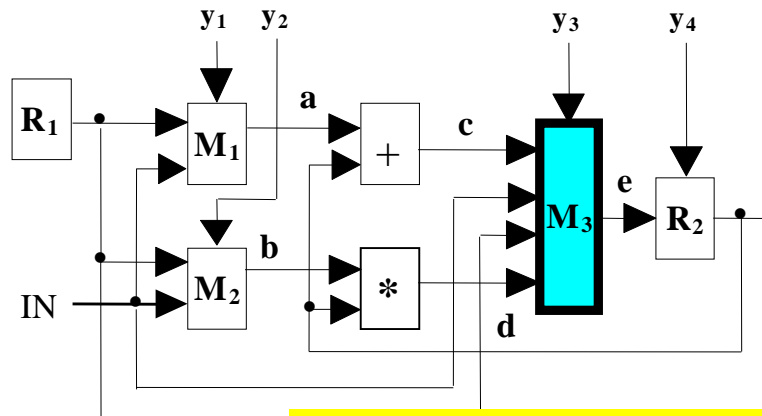 y₁ y₂ y₃ y₄
R₁ M₁ a + c
M₃ e R₂
M₂ b * d
IN